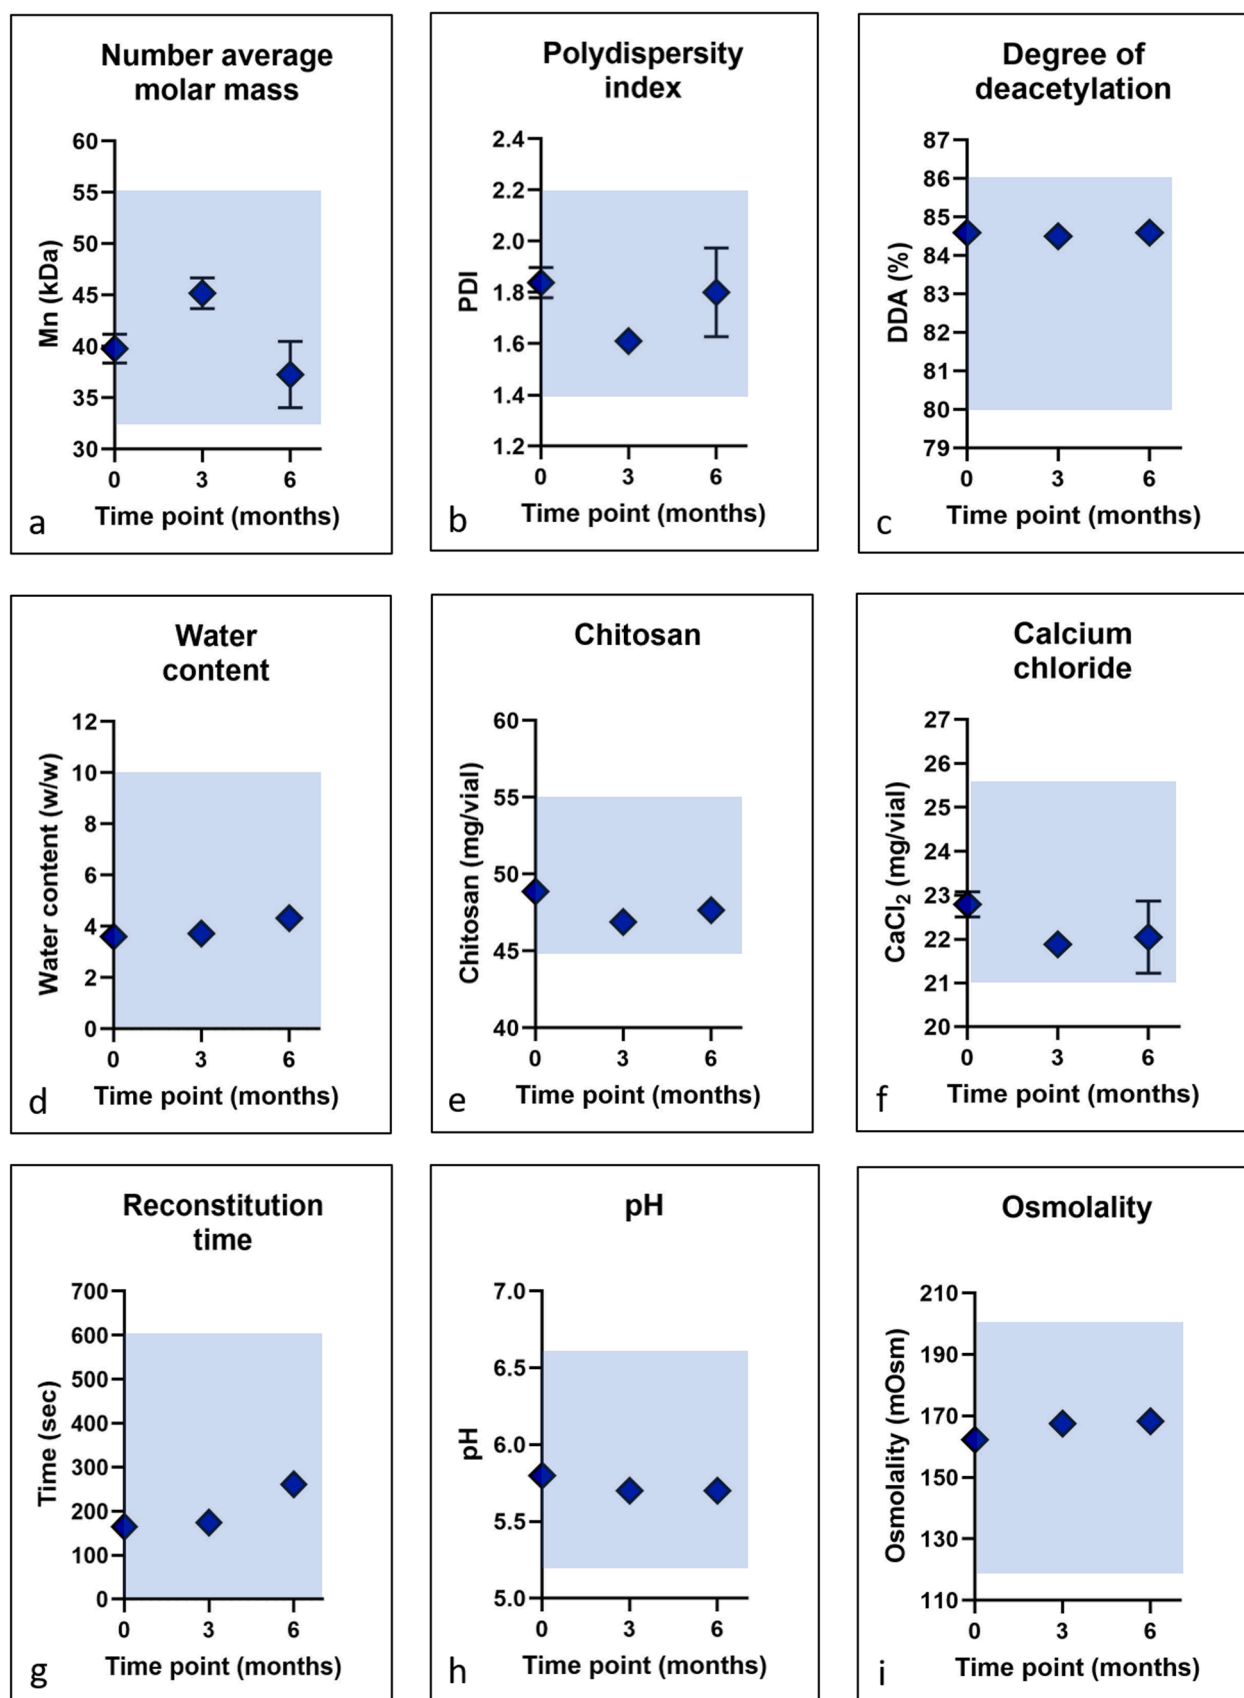 Number average
molar mass
60
55
50
45
40
35
30
Mn (kDa)
0 3 6
Time point (months)
a
Polydispersity
index
2.4
2.2
2.0
1.8
1.6
1.4
1.2
PDI
0 3 6
Time point (months)
b
Degree of
deacetylation
87
86
85
84
83
82
81
80
79
DDA (%)
0 3 6
Time point (months)
c
Water
content
12
10
8
6
4
2
0
Water content (w/w)
0 3 6
Time point (months)
d
Chitosan
60
55
50
45
40
Chitosan (mg/vial)
0 3 6
Time point (months)
e
Calcium
chloride
27
26
25
24
23
22
21
20
CaCl₂ (mg/vial)
0 3 6
Time point (months)
f
Reconstitution
time
700
600
500
400
300
200
100
0
Time (sec)
0 3 6
Time point (months)
g
pH
7.0
6.5
6.0
5.5
5.0
pH
0 3 6
Time point (months)
h
Osmolality
210
190
170
150
130
110
Osmolality (mOsm)
0 3 6
Time point (months)
i